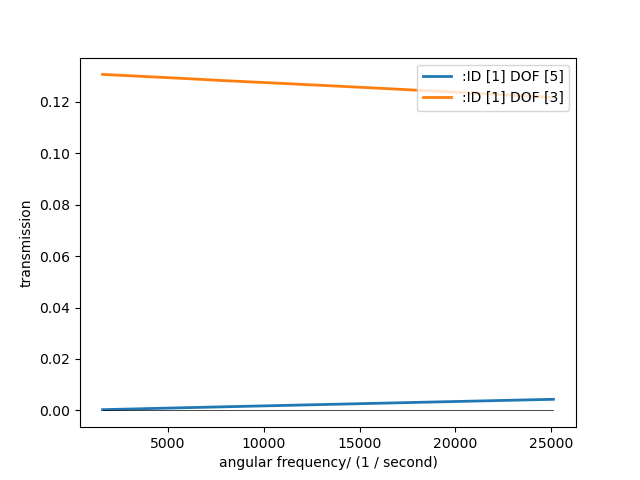 :ID [1] DOF [5]
:ID [1] DOF [3]
0.12
0.10
0.08
0.06
0.04
0.02
0.00
transmission
5000 10000 15000 20000 25000
angular frequency/ (1 / second)